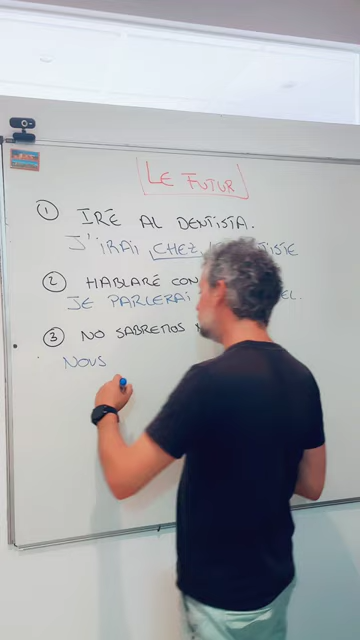 LE FUTUR
① IRÉ AL DENTISTA.
J'IRAI CHEZ
② HABLARÉ CON
JE PARLERAI
③ NO SABREMOS
NOUS